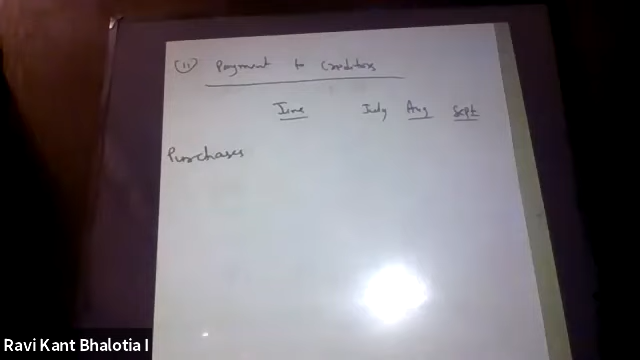 (ii) Payment to Creditors
June July Aug Sept
Purchases
Ravi Kant Bhalotia I